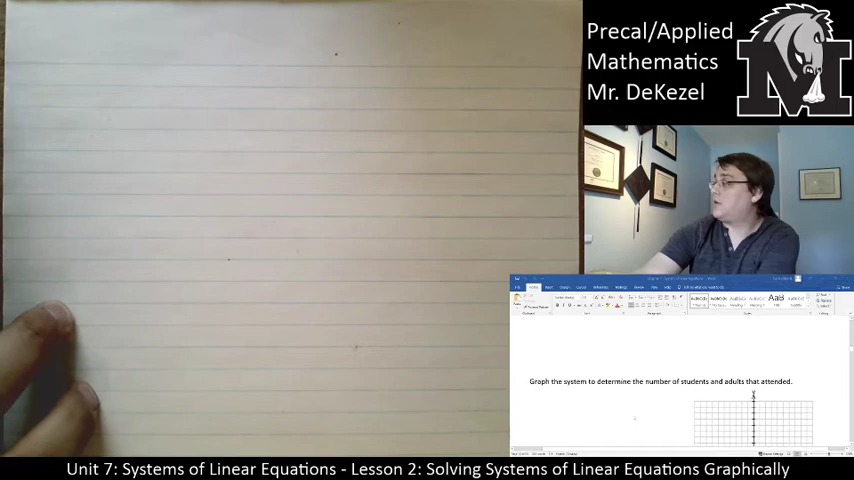 Precal/Applied
Mathematics
Mr. DeKezel
M
Graph the system to determine the number of students and adults that attended.
Unit 7: Systems of Linear Equations - Lesson 2: Solving Systems of Linear Equations Graphically